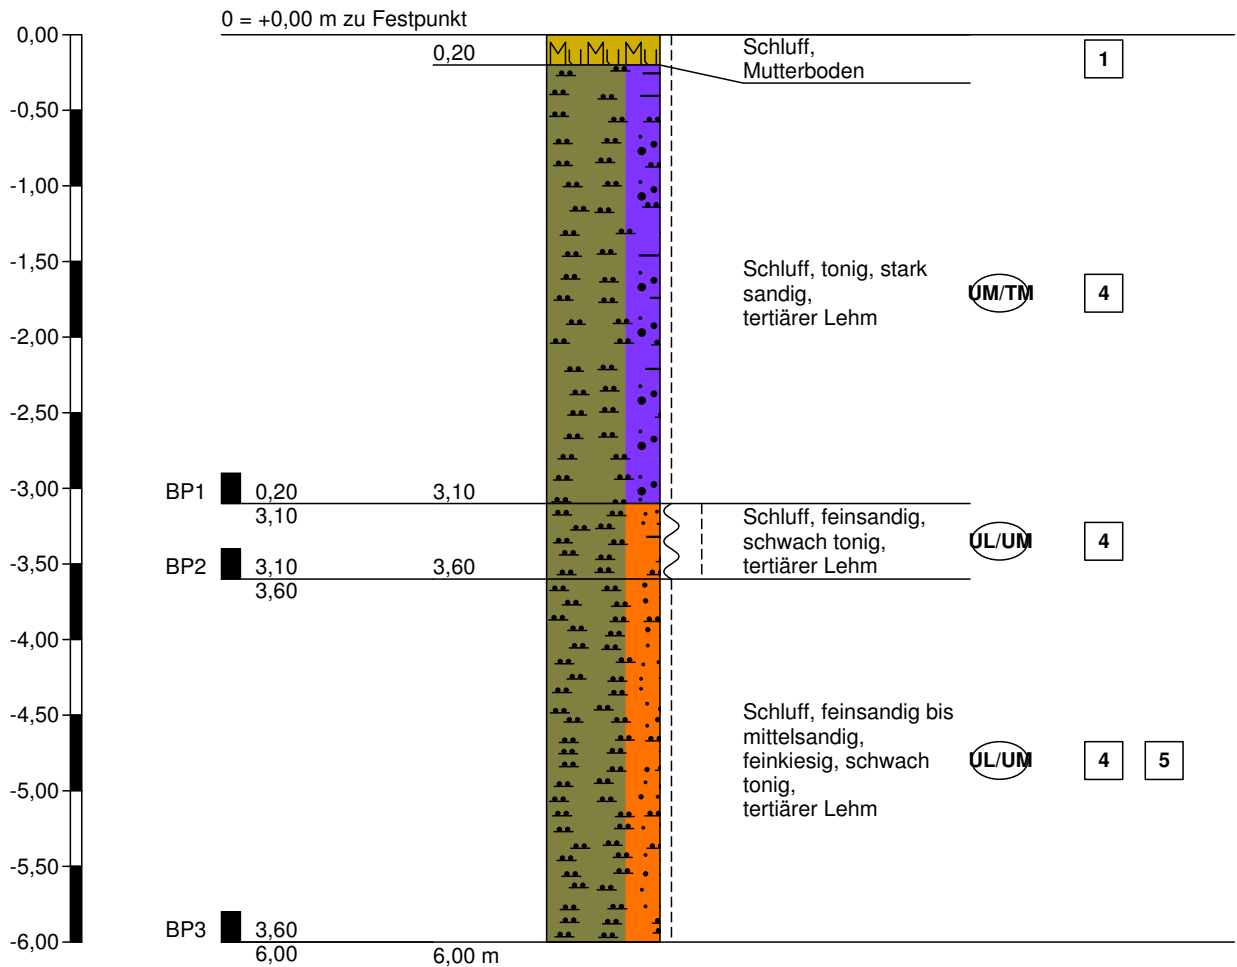 0 = +0,00 m zu Festpunkt
0,00
0,20
Schluff,
Mutterboden
1
-0,50
-1,00
-1,50
Schluff, tonig, stark
sandig,
tertiärer Lehm
UM/TM
4
-2,00
-2,50
-3,00
BP1
0,20
3,10
3,10
Schluff, feinsandig,
schwach tonig,
tertiärer Lehm
UL/UM
4
-3,50
BP2
3,10
3,60
3,60
-4,00
-4,50
Schluff, feinsandig bis
mittelsandig,
feinkiesig, schwach
tonig,
tertiärer Lehm
UL/UM
4 5
-5,00
-5,50
BP3
3,60
6,00
-6,00
6,00 m